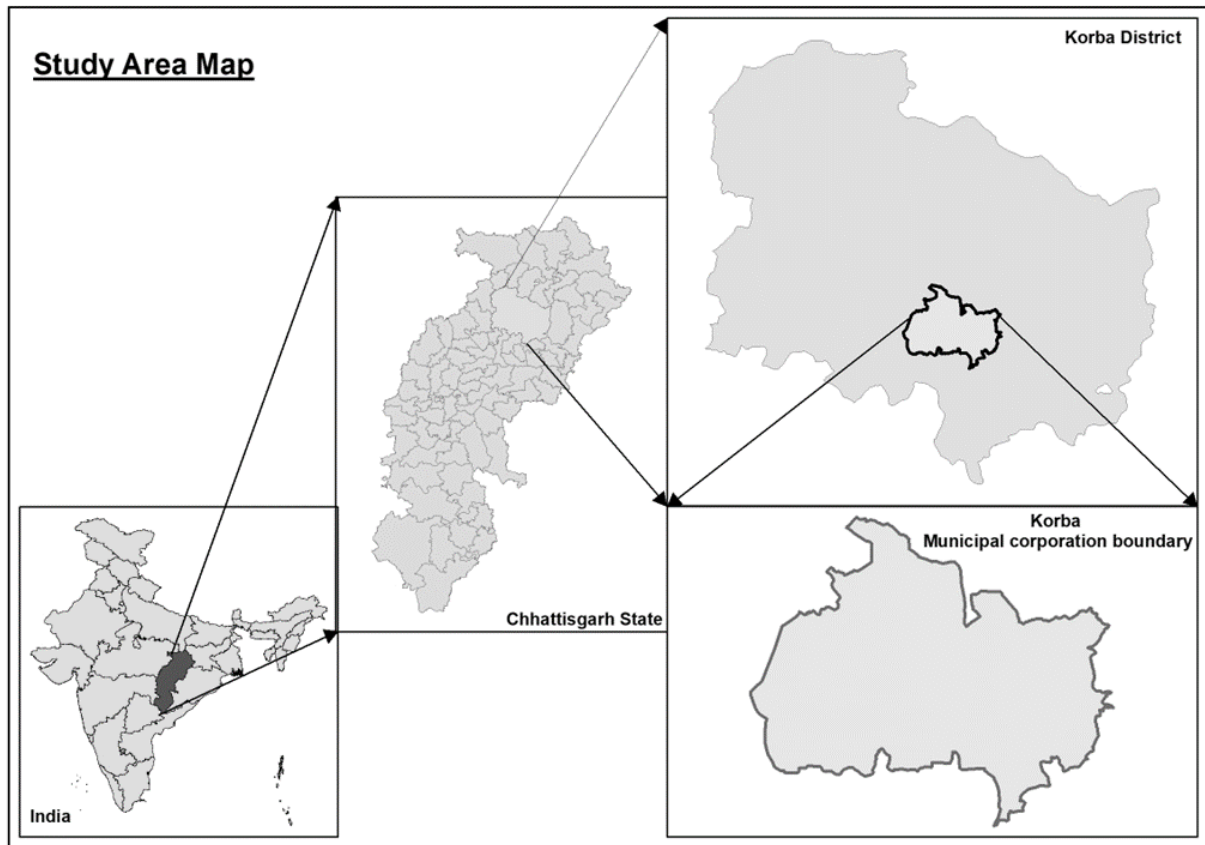 Study Area Map
Korba District
Chhattisgarh State
Korba
Municipal corporation boundary
India